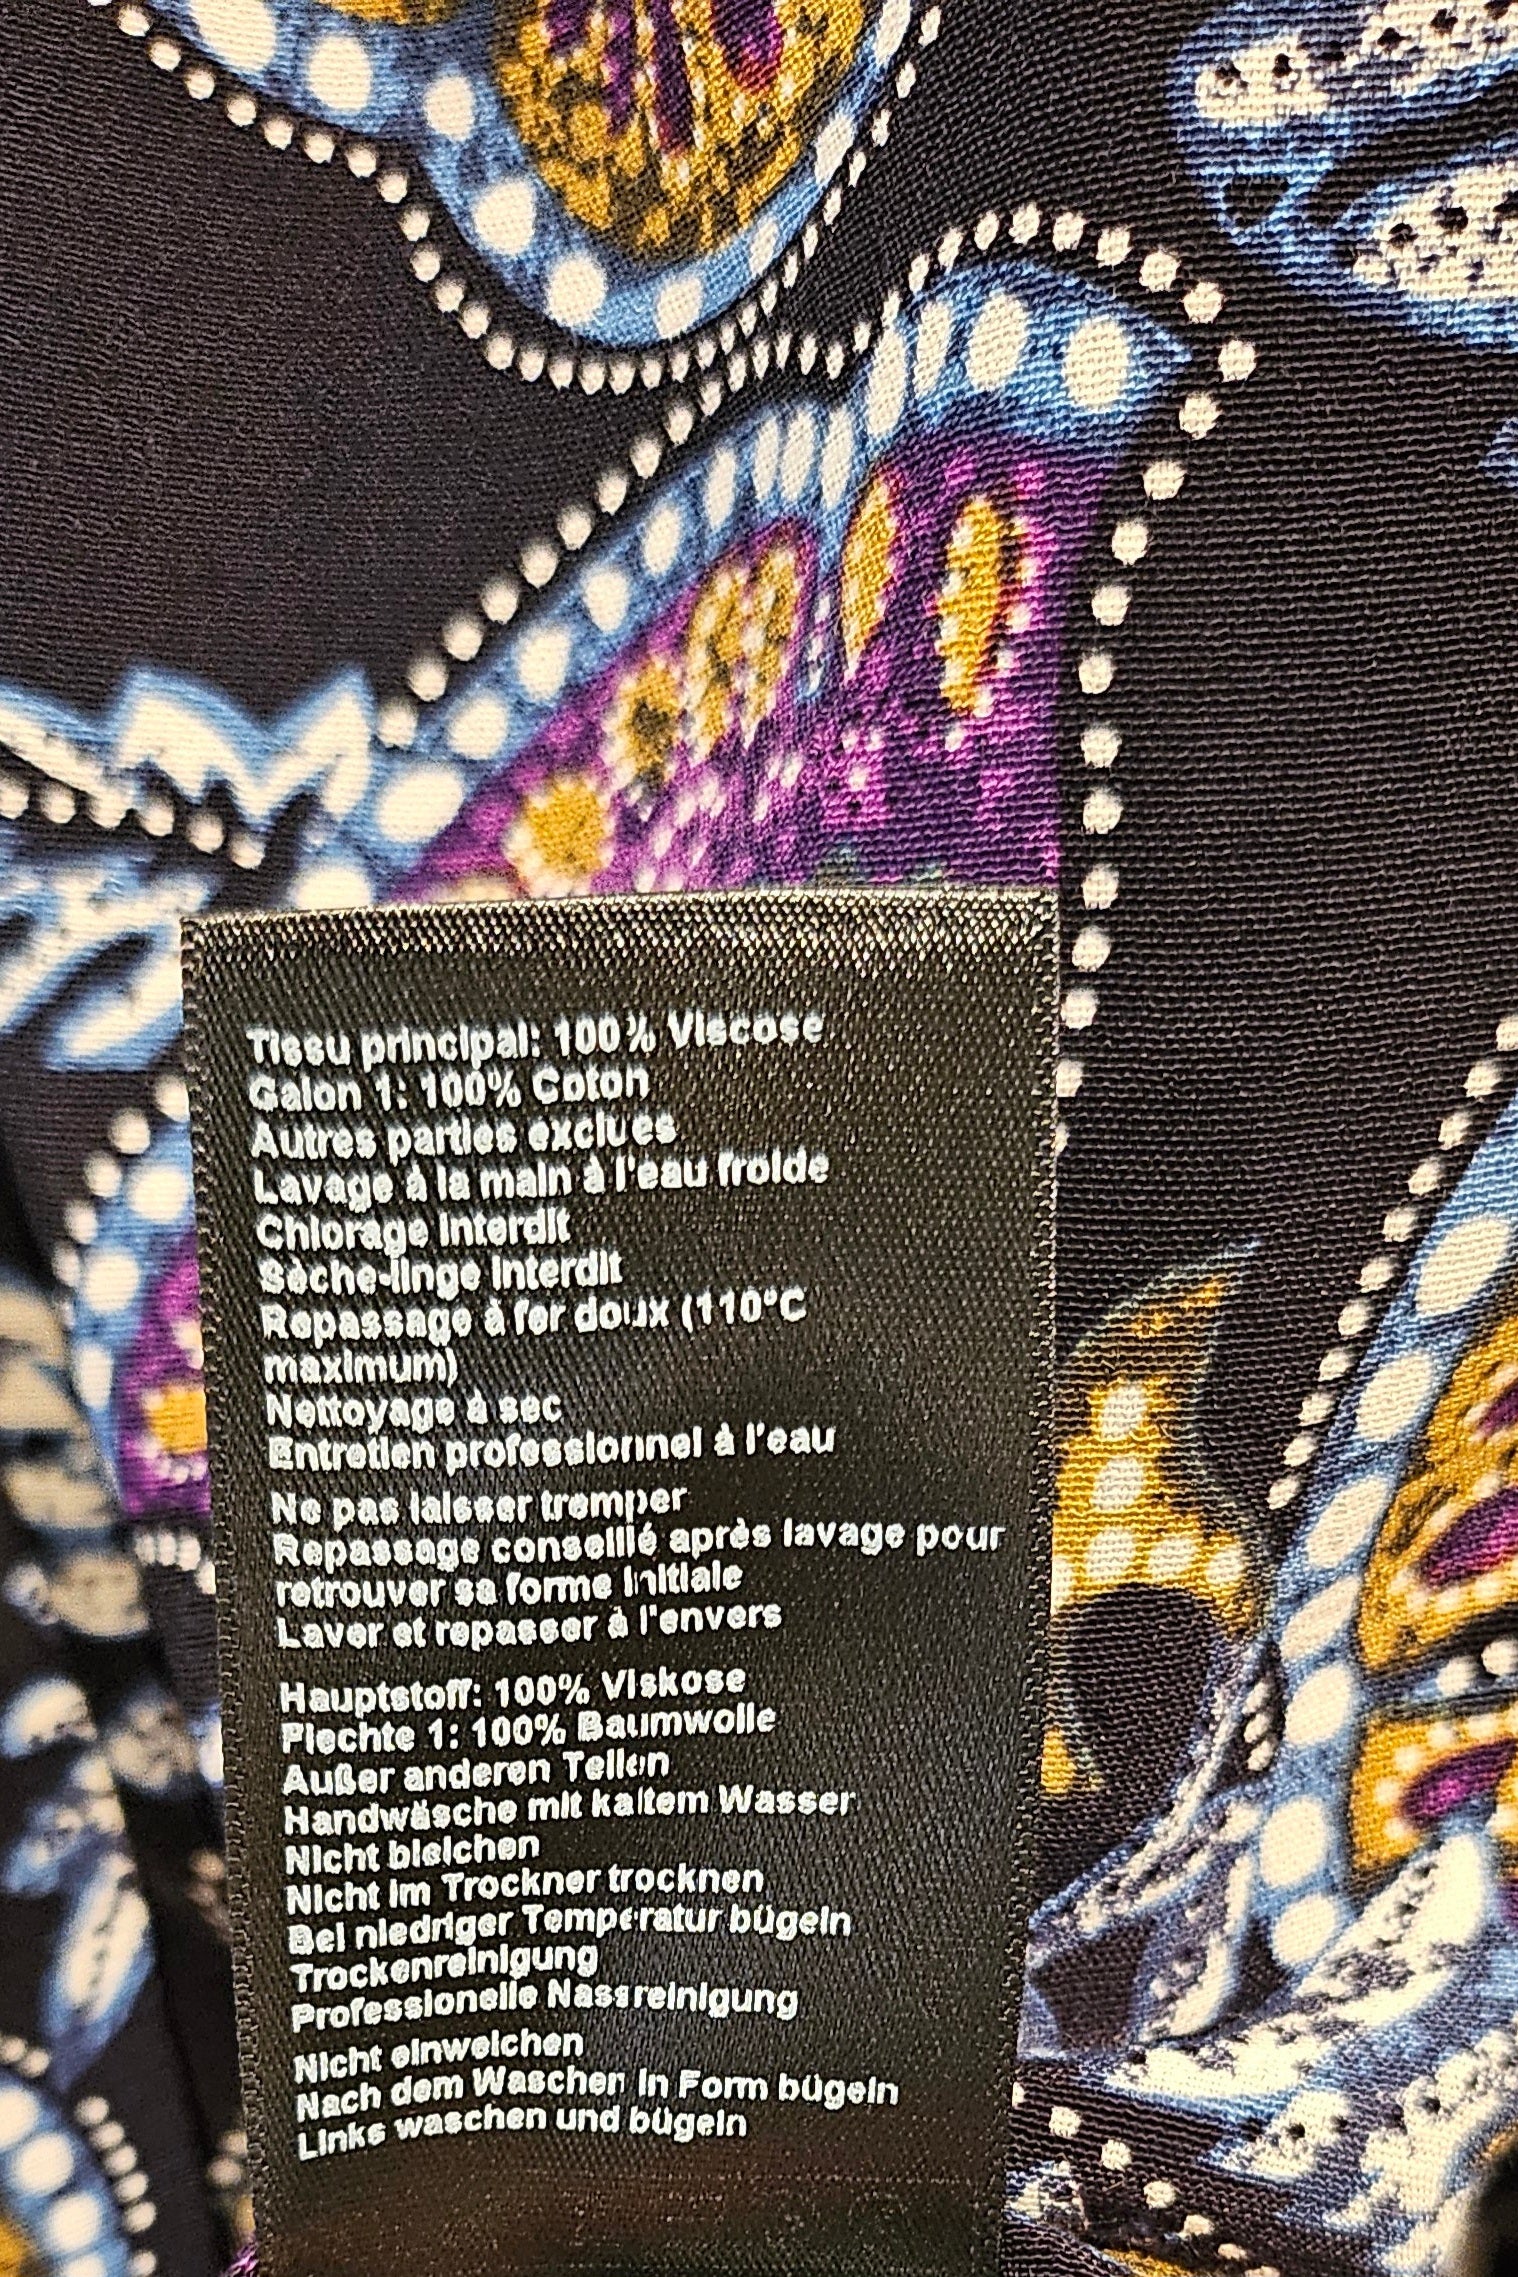 Tissu principal: 100% Viscose
Galon 1: 100% Coton
Autres parties exclues
Lavage à la main à l'eau froide
Chlorage interdit
Sèche-linge interdit
Repassage à fer doux (110°C
maximum)
Nettoyage à sec
Entretien professionnel à l'eau
Ne pas laisser tremper
Repassage conseillé après lavage pour
retrouver sa forme initiale
Laver et repasser à l'envers
Hauptstoff: 100% Viskose
Flechte 1: 100% Baumwolle
Außer anderen Teilen
Handwäsche mit kaltem Wasser
Nicht bleichen
Nicht im Trockner trocknen
Bei niedriger Temperatur bügeln
Trockenreinigung
Professionelle Nassreinigung
Nicht einweichen
Nach dem Waschen in Form bügeln
Links waschen und bügeln